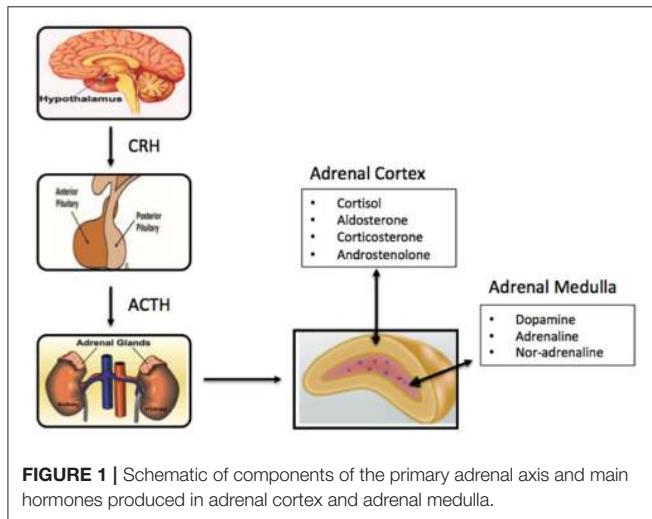 Hypothalamus
CRH
Anterior
Pituitary
Posterior
Pituitary
ACTH
Adrenal Glands
Kidney
Kidney
Adrenal Cortex
• Cortisol
• Aldosterone
• Corticosterone
• Androstenolone
Adrenal Medulla
• Dopamine
• Adrenaline
• Nor-adrenaline
FIGURE 1 | Schematic of components of the primary adrenal axis and main
hormones produced in adrenal cortex and adrenal medulla.